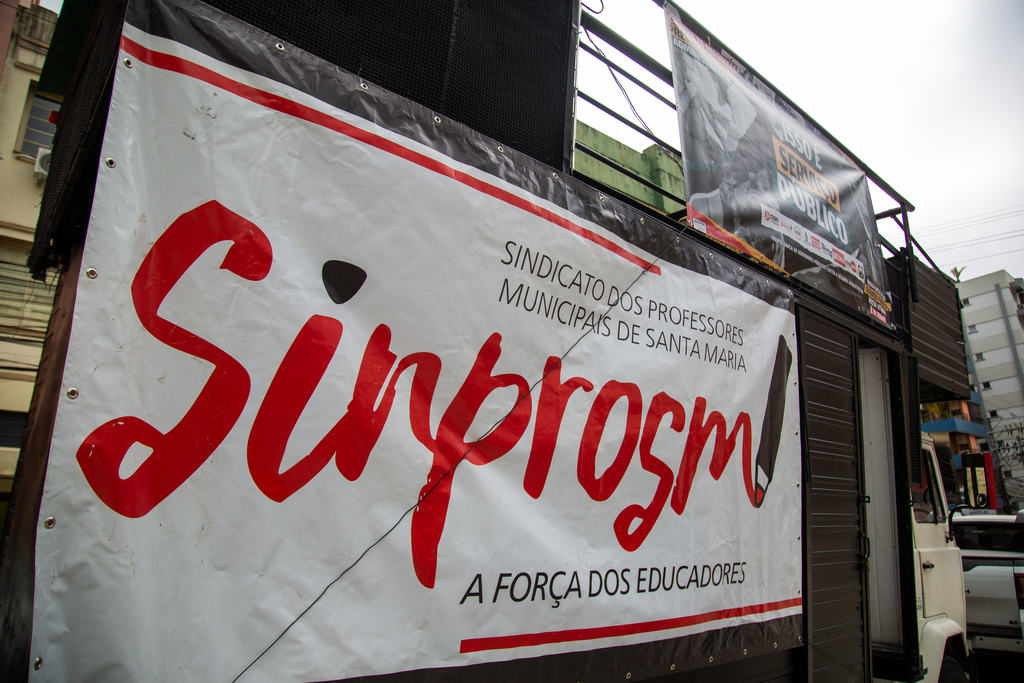 SINDICATO DOS PROFESSORES
MUNICIPAIS DE SANTA MARIA
Sinprosm
A FORÇA DOS EDUCADORES
ISSO É
SERVIÇO
PÚBLICO